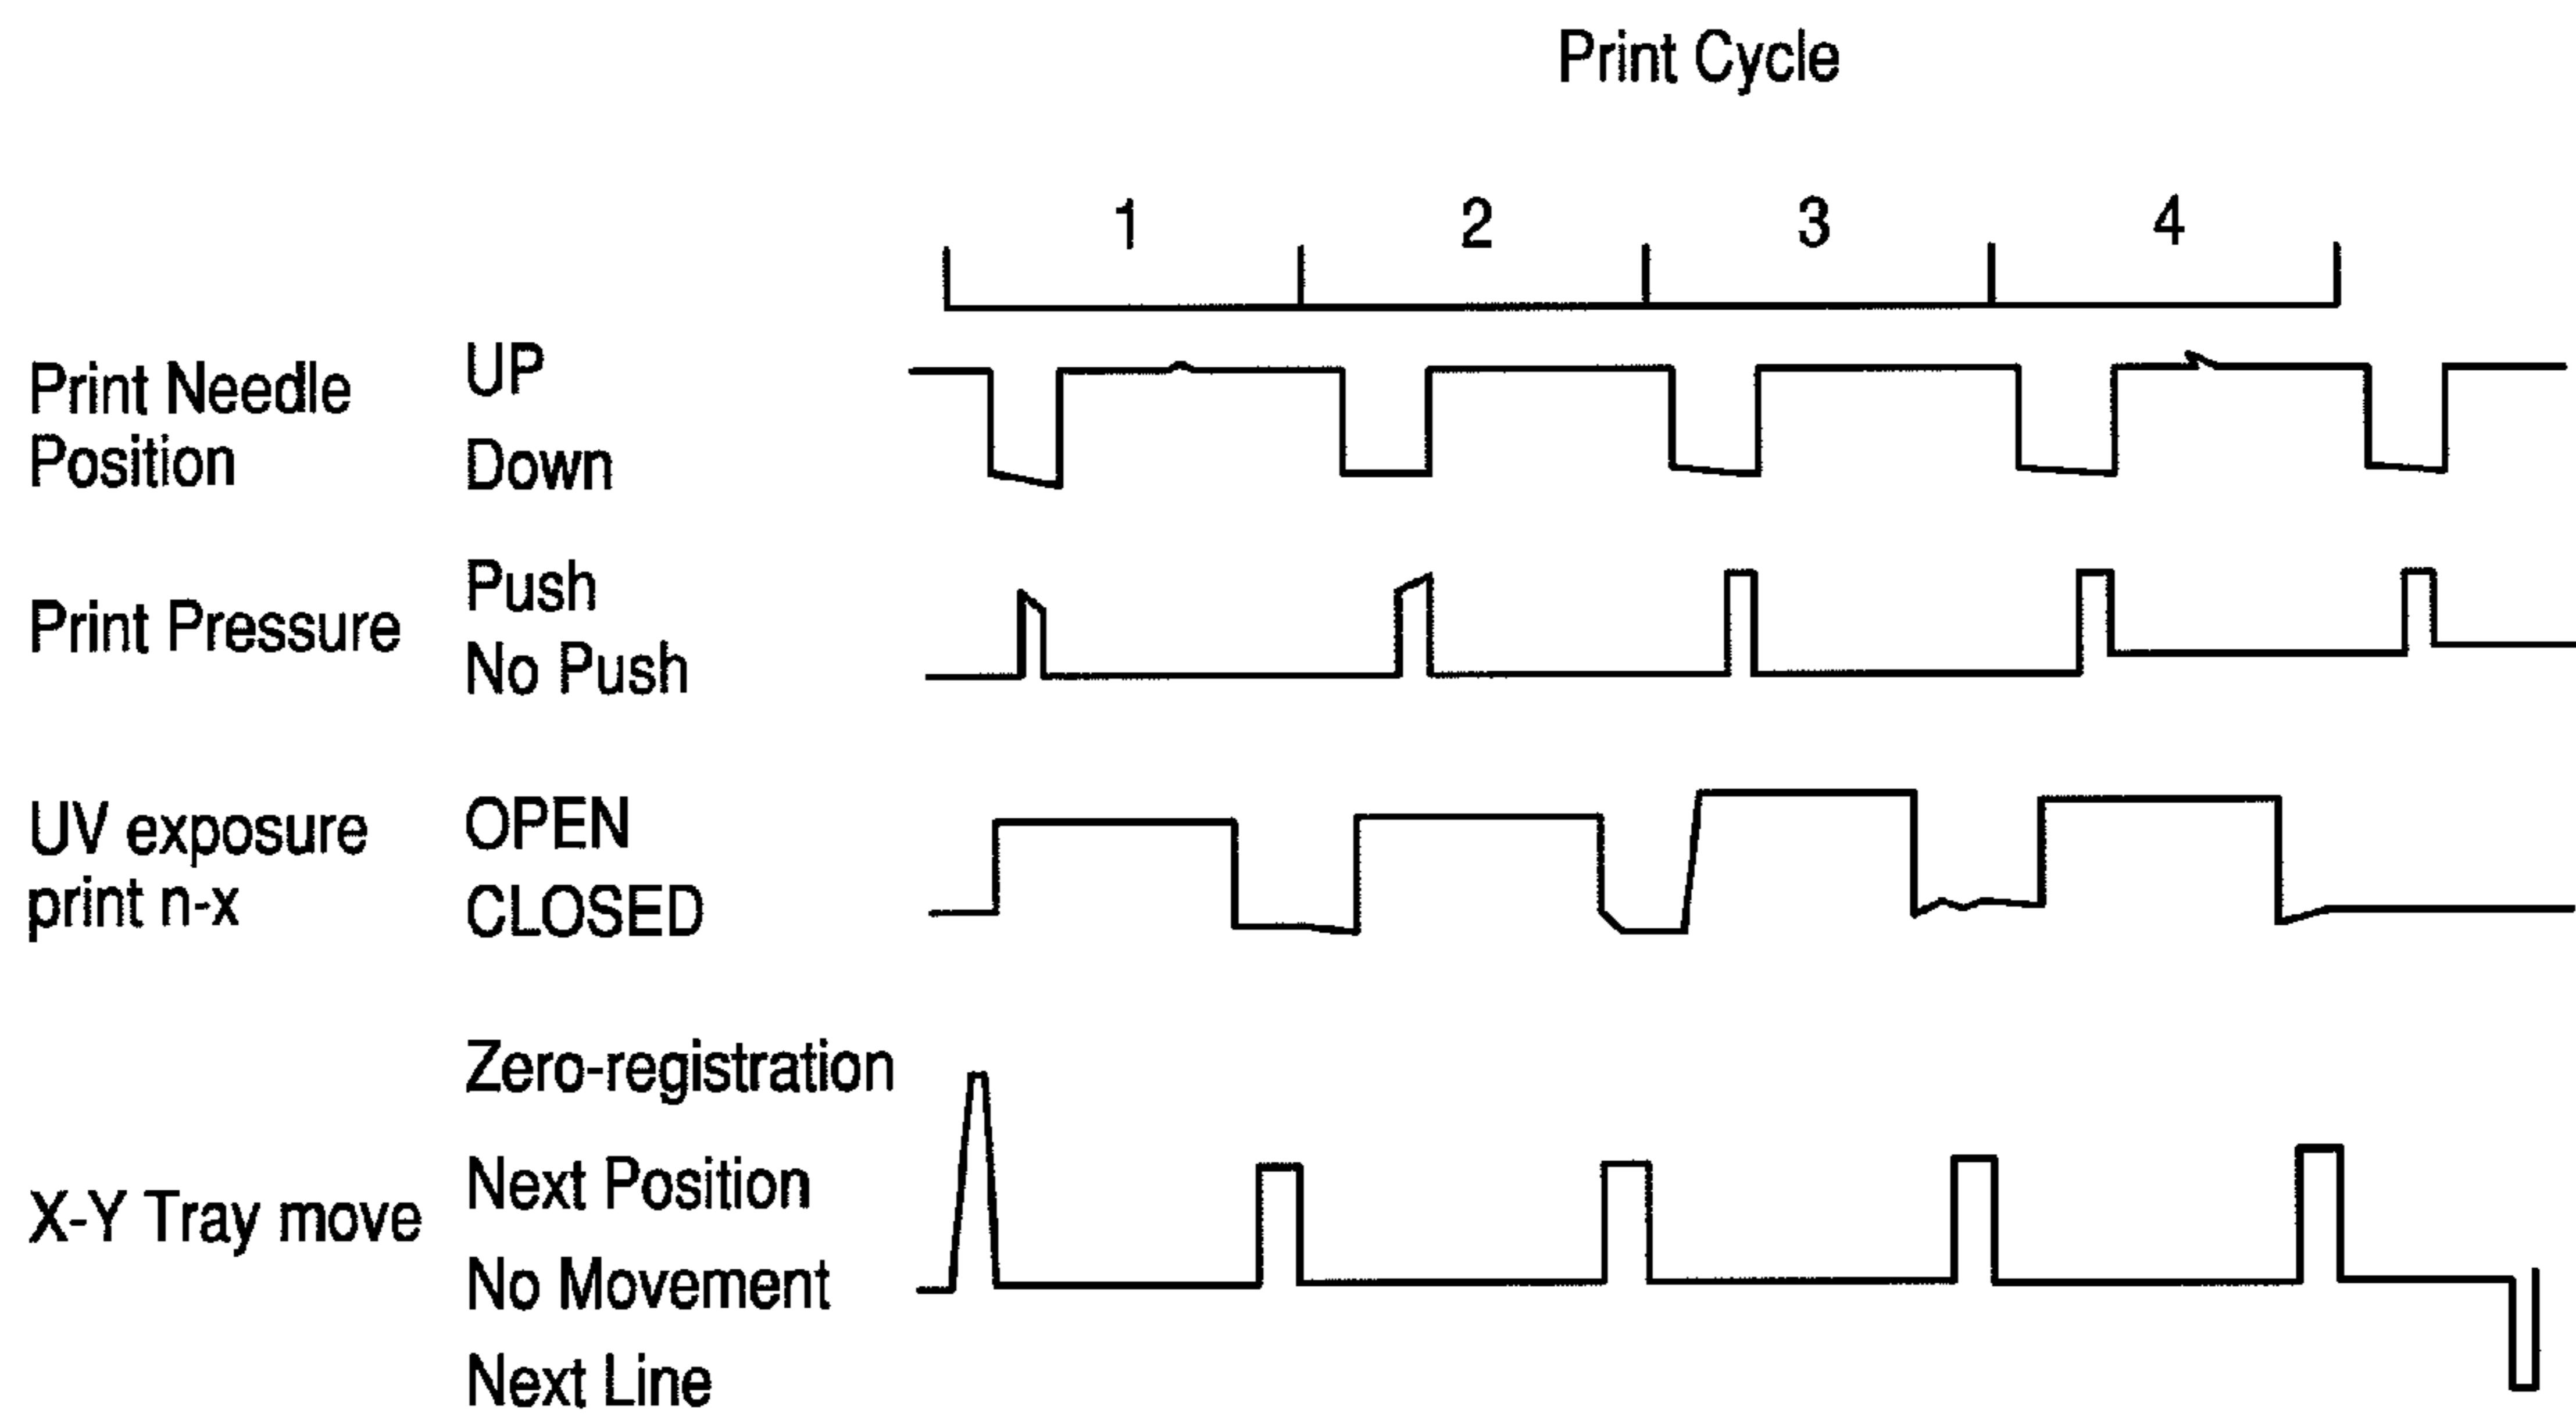 Print Cycle
1 2 3 4
Print Needle
Position
UP
Down
Print Pressure
Push
No Push
UV exposure
print n-x
OPEN
CLOSED
X-Y Tray move
Zero-registration
Next Position
No Movement
Next Line